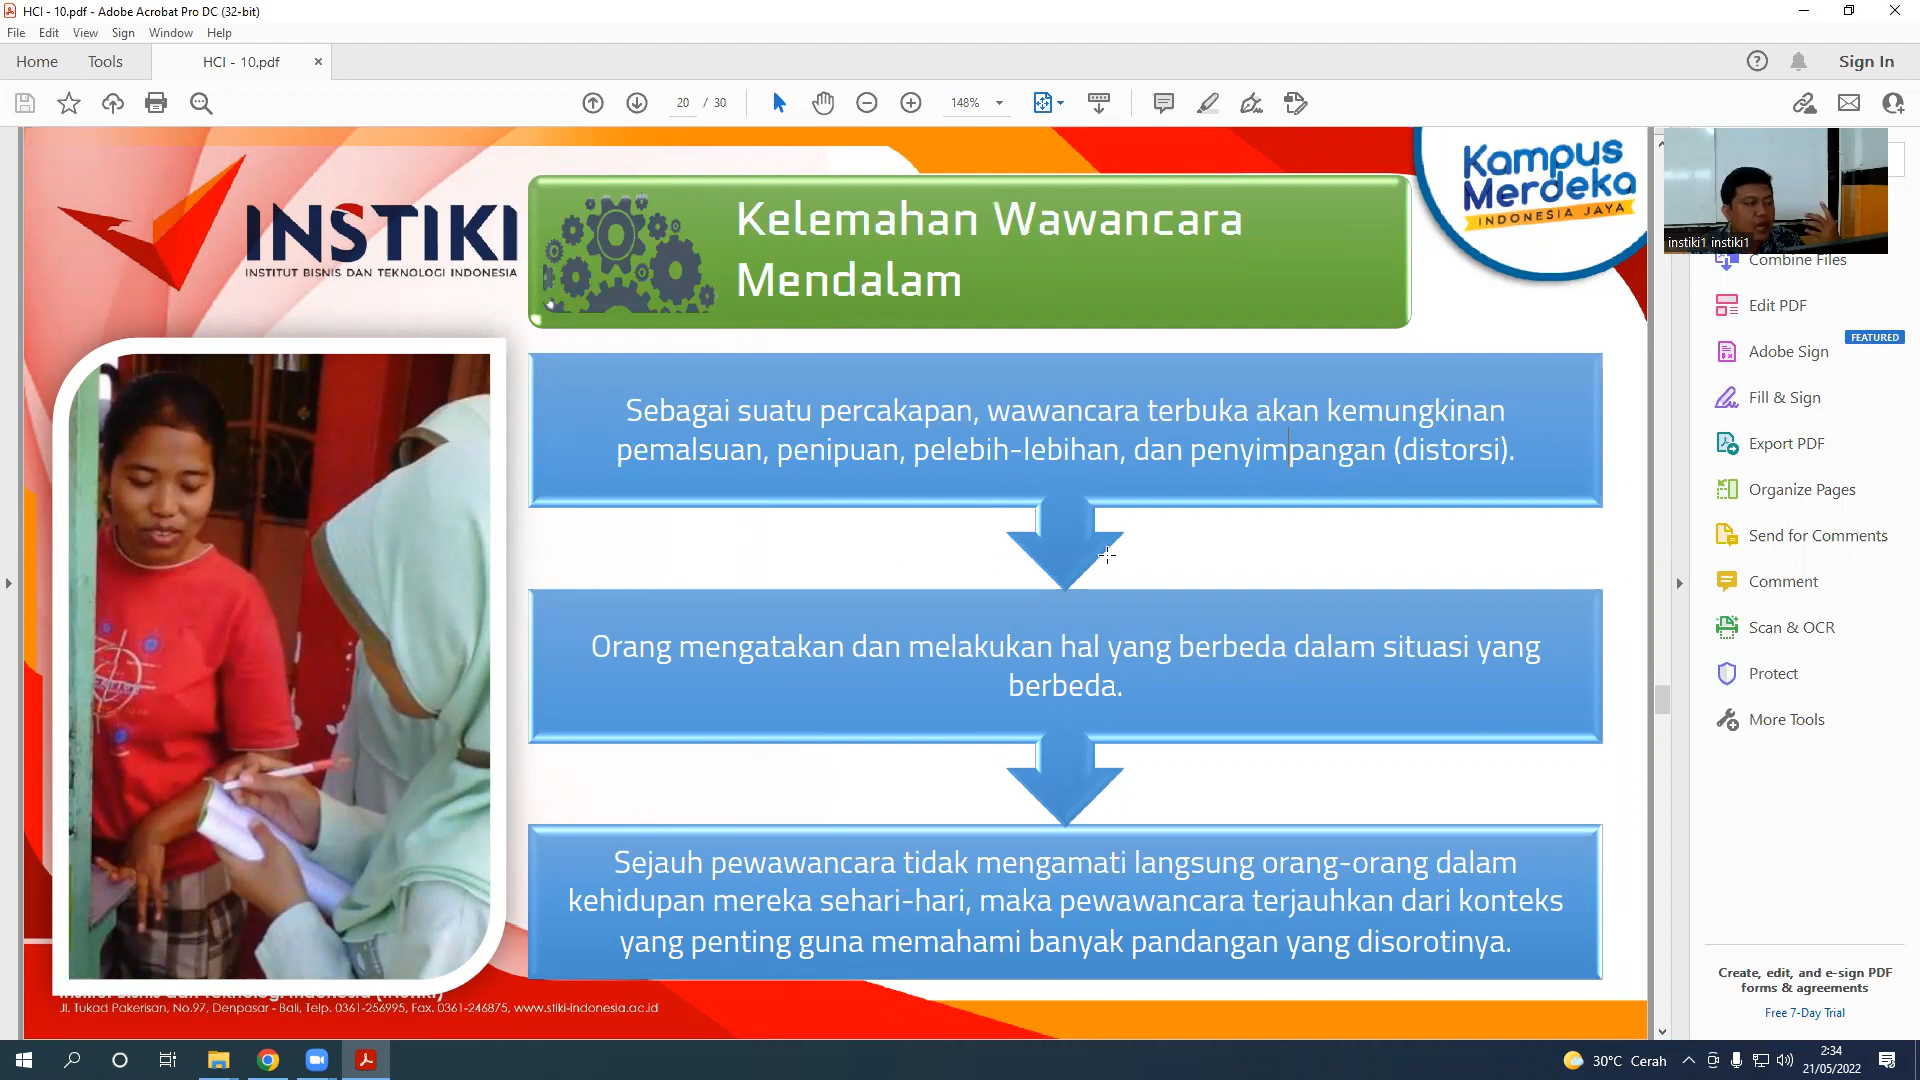 HCI - 10.pdf - Adobe Acrobat Pro DC (32-bit)
File Edit View Sign Window Help
Home Tools HCI - 10.pdf × Sign In
20 / 30 148%
INSTIKI
INSTITUT BISNIS DAN TEKNOLOGI INDONESIA
Kelemahan Wawancara
Mendalam
Kampus
Merdeka
INDONESIA JAYA
instiki1 instiki1
Sebagai suatu percakapan, wawancara terbuka akan kemungkinan
pemalsuan, penipuan, pelebih-lebihan, dan penyimpangan (distorsi).
Orang mengatakan dan melakukan hal yang berbeda dalam situasi yang
berbeda.
Sejauh pewawancara tidak mengamati langsung orang-orang dalam
kehidupan mereka sehari-hari, maka pewawancara terjauhkan dari konteks
yang penting guna memahami banyak pandangan yang disorotinya.
Jl. Tukad Pakerisan, No.97, Denpasar - Bali, Telp. 0361-256995, Fax. 0361-246875, www.stiki-indonesia.ac.id
Combine Files
Edit PDF
FEATURED
Adobe Sign
Fill & Sign
Export PDF
Organize Pages
Send for Comments
Comment
Scan & OCR
Protect
More Tools
Create, edit, and e-sign PDF
forms & agreements
Free 7-Day Trial
30°C Cerah
2:34
21/05/2022